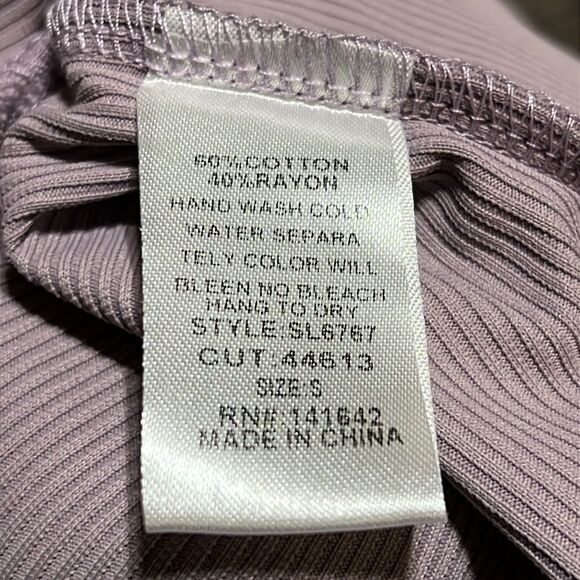 60%COTTON
40%RAYON
HAND WASH COLD
WATER SEPARA
TELY COLOR WILL
BLEEN NO BLEACH
HANG TO DRY
STYLE:SL6767
CUT:44613
SIZE:S
RN#:141642
MADE IN CHINA